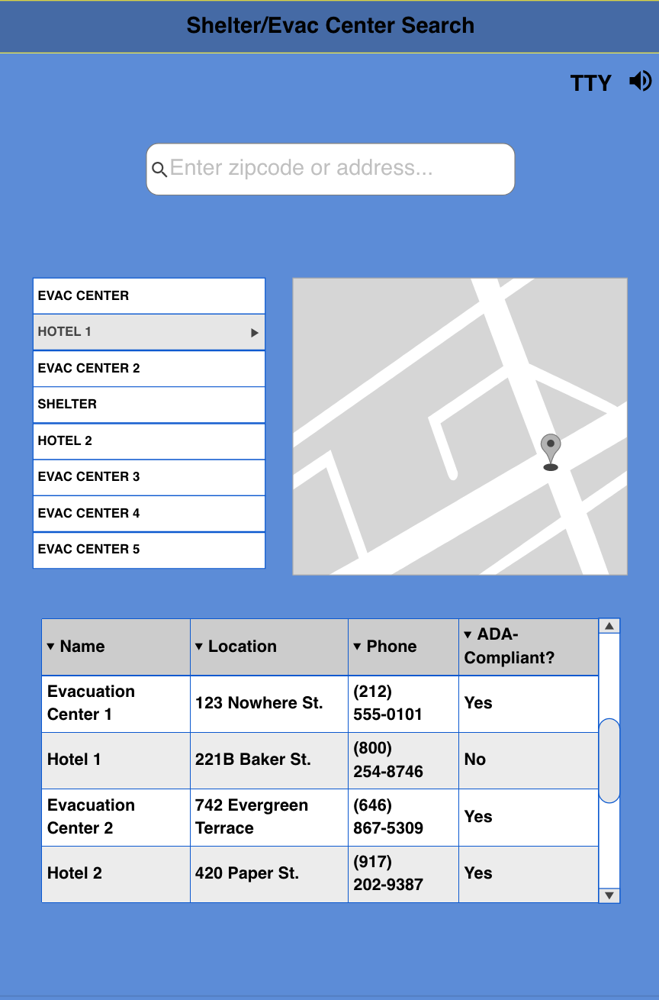 Shelter/Evac Center Search
TTY
Enter zipcode or address...
EVAC CENTER
HOTEL 1
EVAC CENTER 2
SHELTER
HOTEL 2
EVAC CENTER 3
EVAC CENTER 4
EVAC CENTER 5
Name Location Phone ADA-
Compliant?
Evacuation
Center 1 123 Nowhere St. (212)
555-0101 Yes
Hotel 1 221B Baker St. (800)
254-8746 No
Evacuation
Center 2 742 Evergreen
Terrace (646)
867-5309 Yes
Hotel 2 420 Paper St. (917)
202-9387 Yes